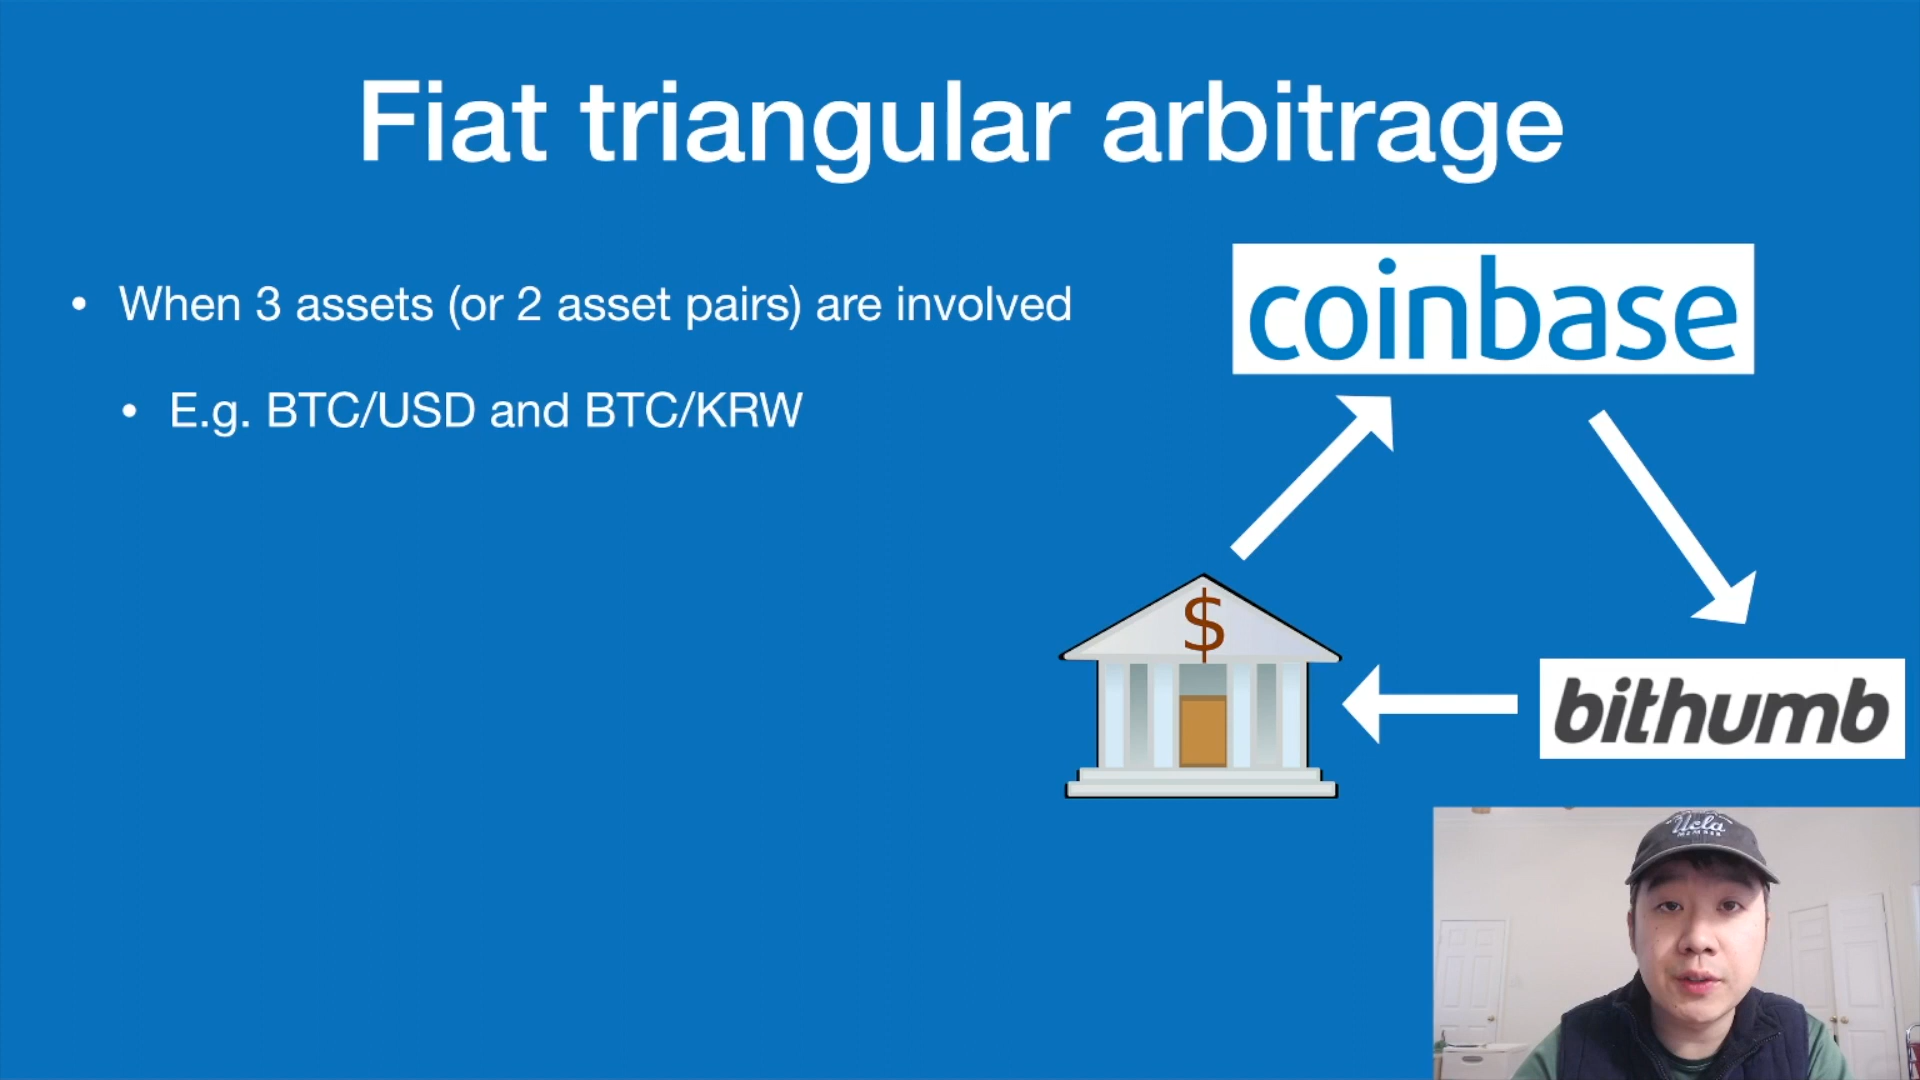 Fiat triangular arbitrage
• When 3 assets (or 2 asset pairs) are involved
• E.g. BTC/USD and BTC/KRW
coinbase
$
bithumb
Ucla